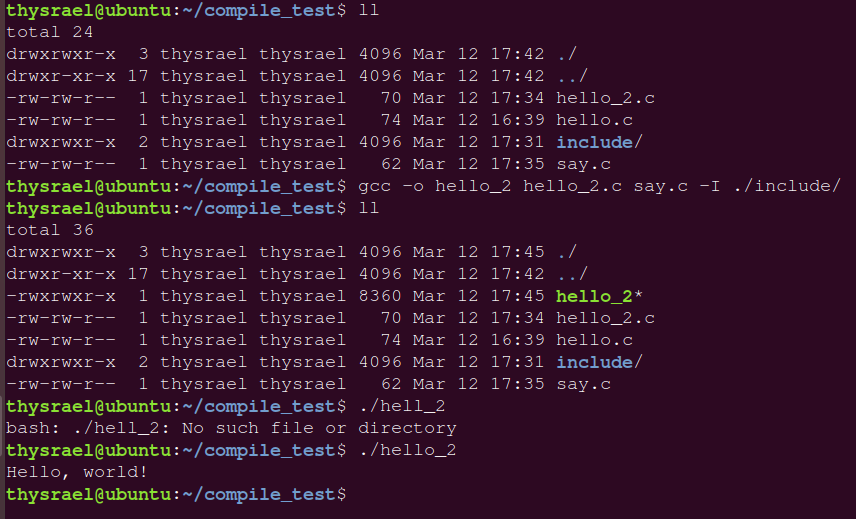 thysrael@ubuntu:~/compile_test$ ll
total 24
drwxrwxr-x  3 thysrael thysrael 4096 Mar 12 17:42 ./
drwxr-xr-x 17 thysrael thysrael 4096 Mar 12 17:42 ../
-rw-rw-r--  1 thysrael thysrael   70 Mar 12 17:34 hello_2.c
-rw-rw-r--  1 thysrael thysrael   74 Mar 12 16:39 hello.c
drwxrwxr-x  2 thysrael thysrael 4096 Mar 12 17:31 include/
-rw-rw-r--  1 thysrael thysrael   62 Mar 12 17:35 say.c
thysrael@ubuntu:~/compile_test$ gcc -o hello_2 hello_2.c say.c -I ./include/
thysrael@ubuntu:~/compile_test$ ll
total 36
drwxrwxr-x  3 thysrael thysrael 4096 Mar 12 17:45 ./
drwxr-xr-x 17 thysrael thysrael 4096 Mar 12 17:42 ../
-rwxrwxr-x  1 thysrael thysrael 8360 Mar 12 17:45 hello_2*
-rw-rw-r--  1 thysrael thysrael   70 Mar 12 17:34 hello_2.c
-rw-rw-r--  1 thysrael thysrael   74 Mar 12 16:39 hello.c
drwxrwxr-x  2 thysrael thysrael 4096 Mar 12 17:31 include/
-rw-rw-r--  1 thysrael thysrael   62 Mar 12 17:35 say.c
thysrael@ubuntu:~/compile_test$ ./hell_2
bash: ./hell_2: No such file or directory
thysrael@ubuntu:~/compile_test$ ./hello_2
Hello, world!
thysrael@ubuntu:~/compile_test$